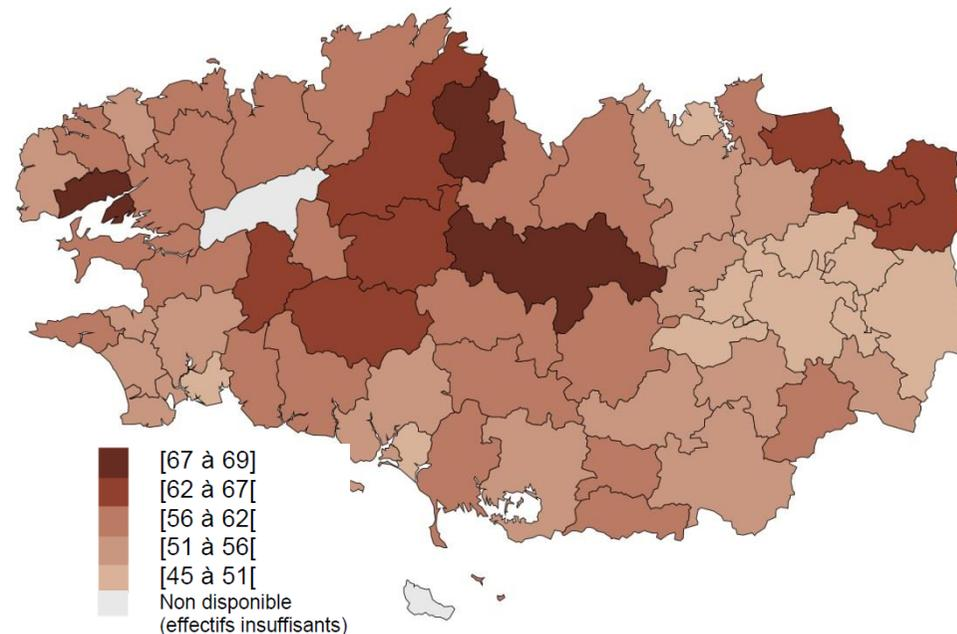 [67 à 69]
[62 à 67[
[56 à 62[
[51 à 56[
[45 à 51[
Non disponible
(effectifs insuffisants)